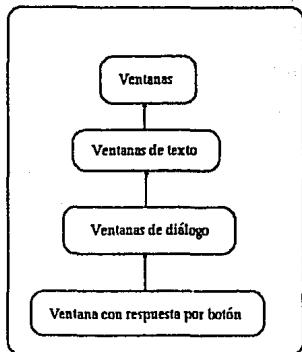 Ventanas
Ventanas de texto
Ventanas de diálogo
Ventana con respuesta por botón